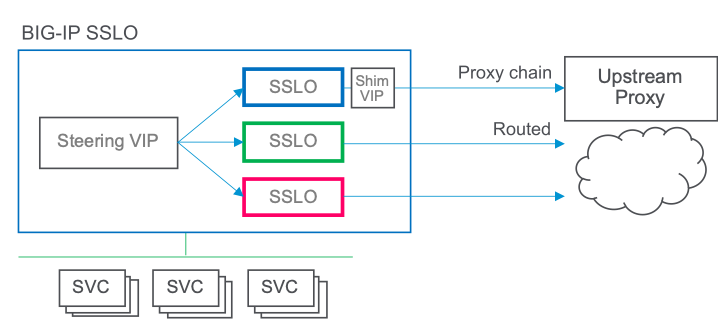 BIG-IP SSLO
SSLO
Shim
VIP
Proxy chain
Upstream
Proxy
Steering VIP
SSLO
Routed
SSLO
SVC
SVC
SVC